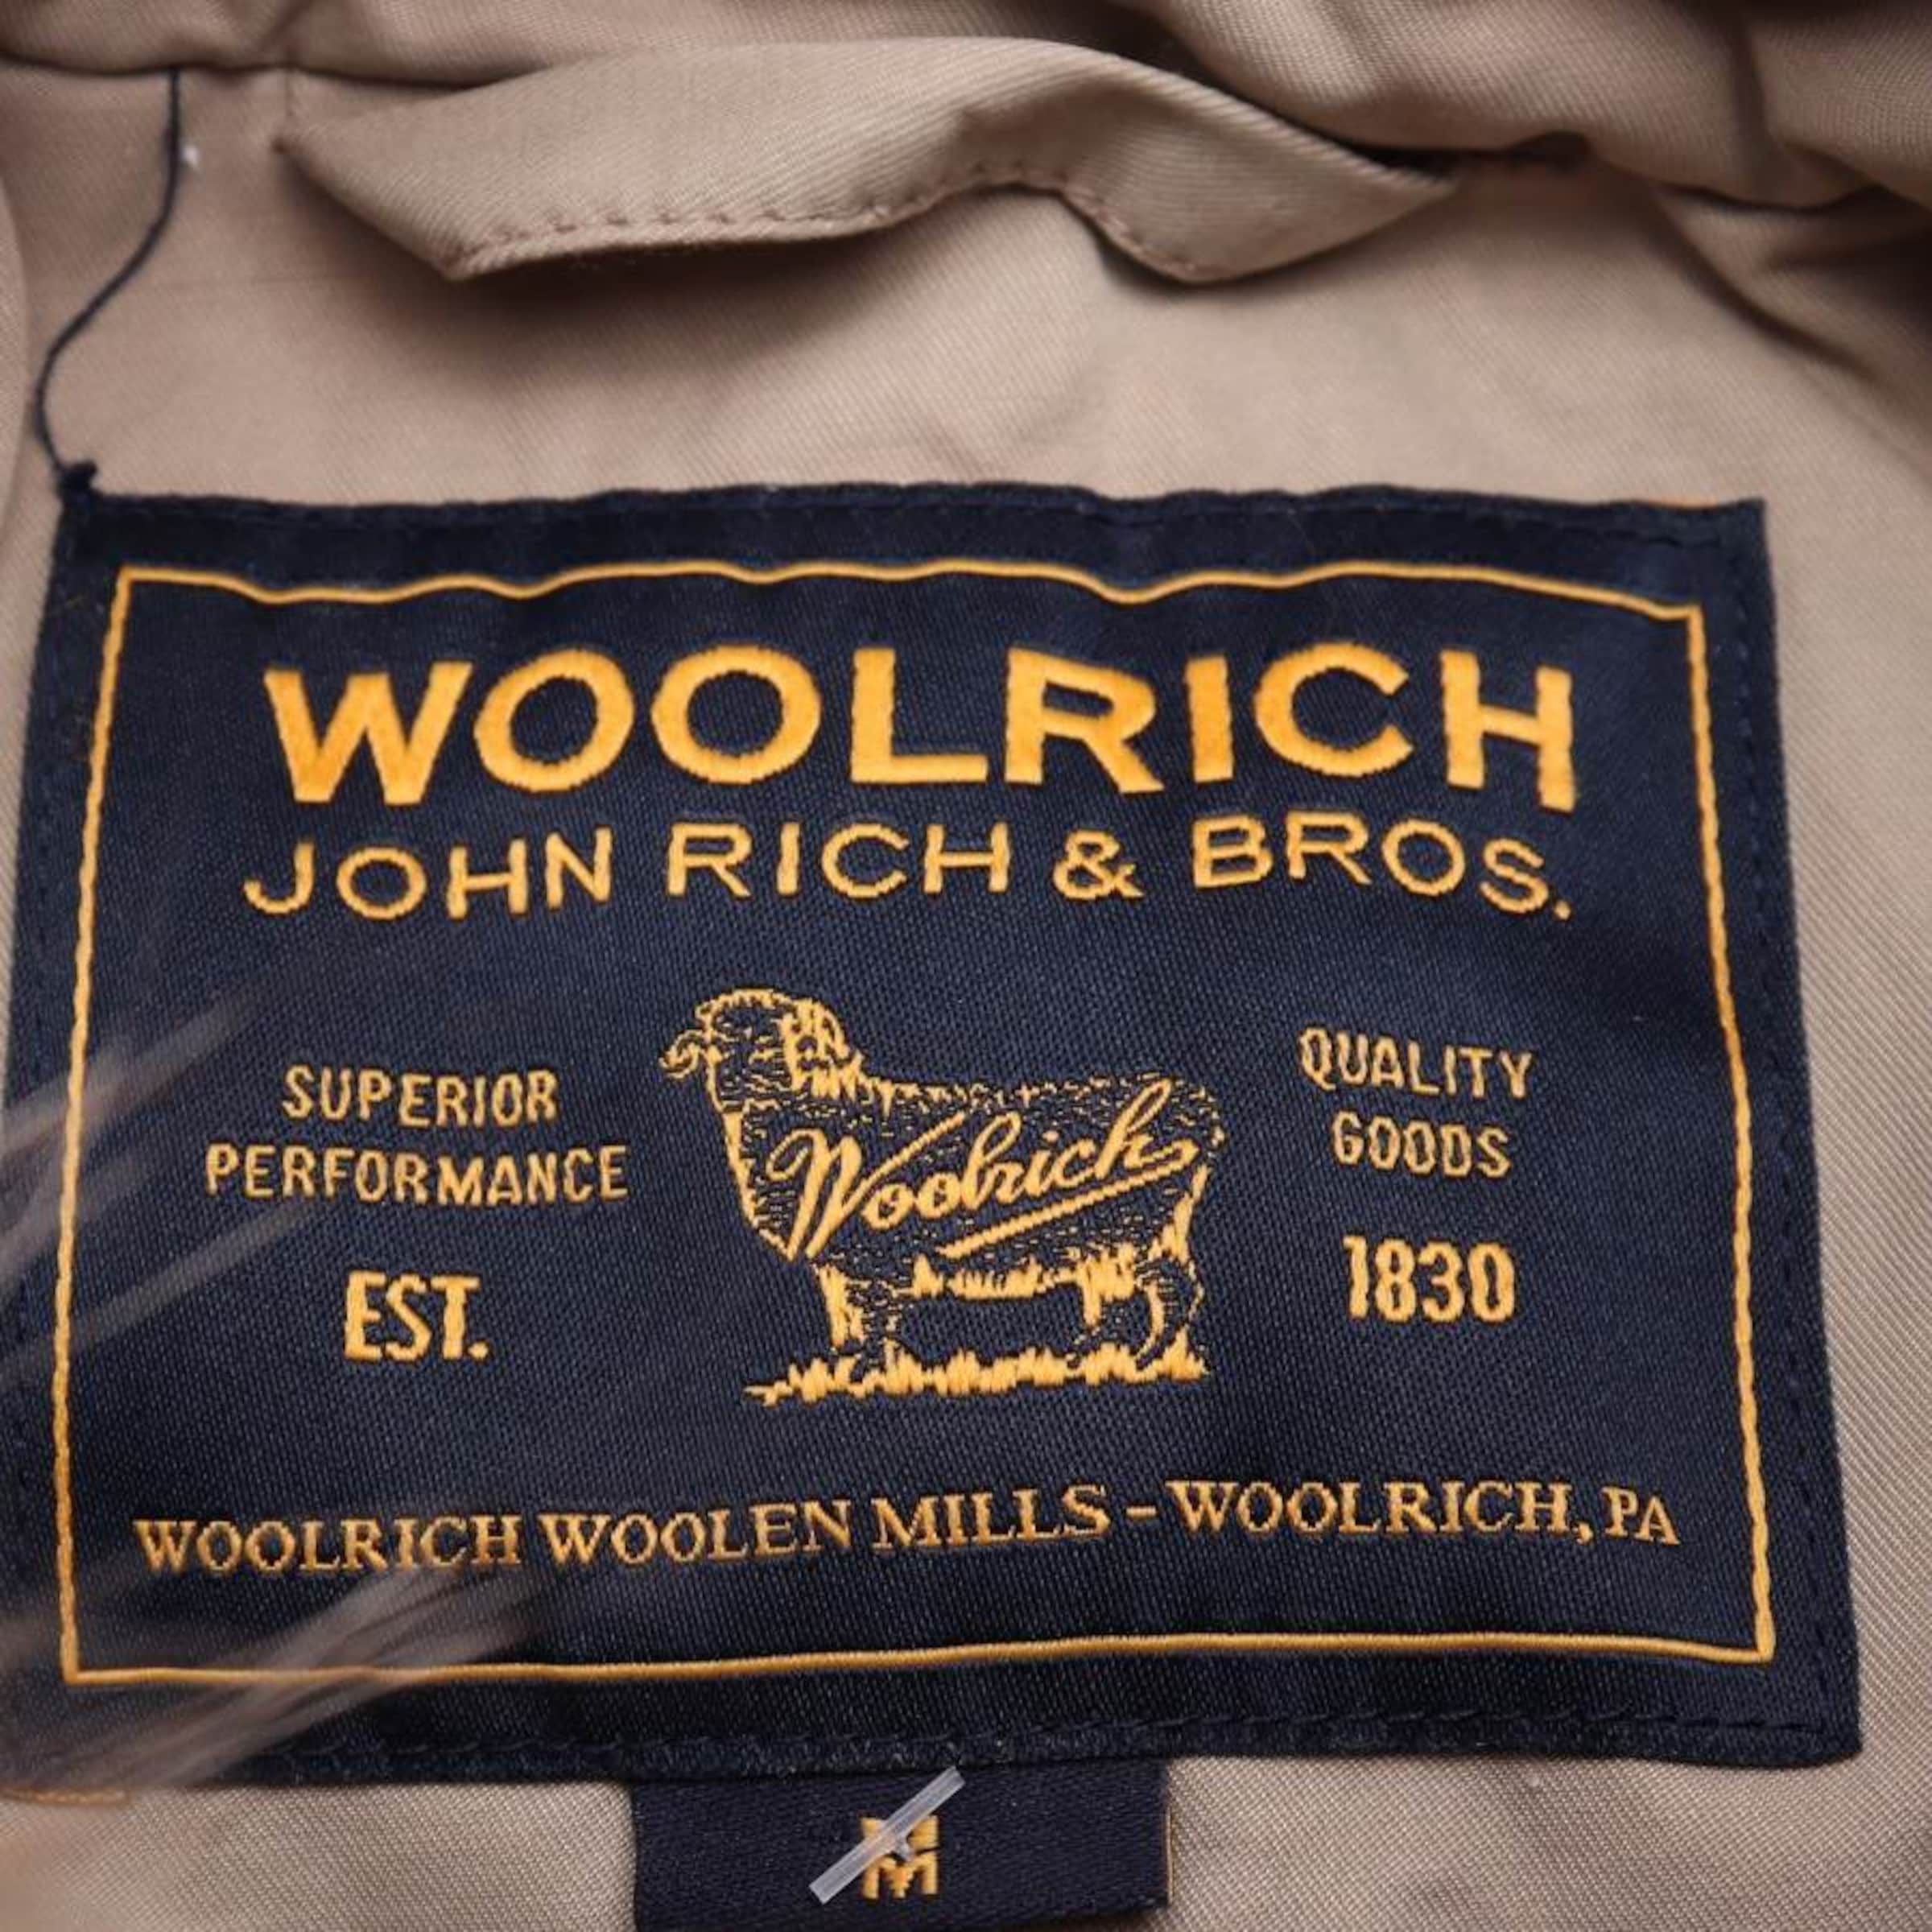 WOOLRICH
JOHN RICH & BROS.
SUPERIOR
PERFORMANCE
EST.
Woolrich
QUALITY
GOODS
1830
WOOLRICH WOOLEN MILLS - WOOLRICH, PA
M